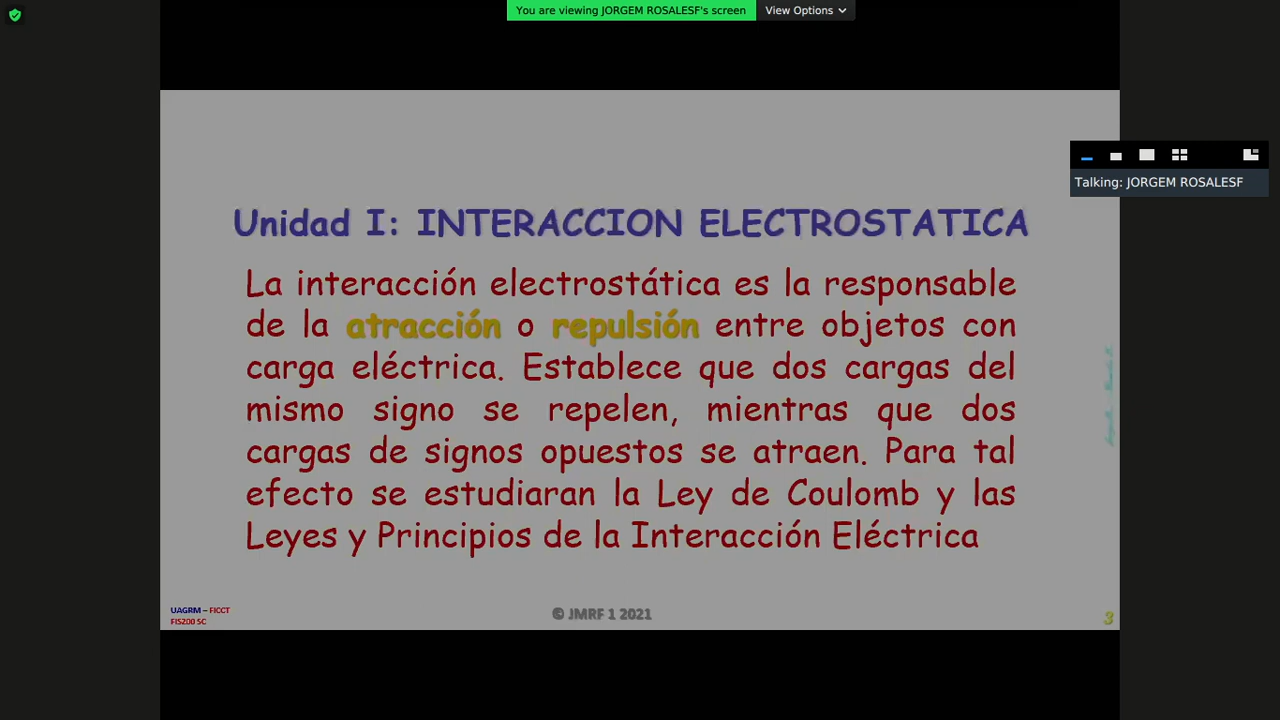 You are viewing JORGEM ROSALESF's screen
View Options
Talking: JORGEM ROSALESF
Unidad I: INTERACCION ELECTROSTATICA
La interacción electrostática es la responsable
de la atracción o repulsión entre objetos con
carga eléctrica. Establece que dos cargas del
mismo signo se repelen, mientras que dos
cargas de signos opuestos se atraen. Para tal
efecto se estudiaran la Ley de Coulomb y las
Leyes y Principios de la Interacción Eléctrica
UAGRM – FICCT
FIS200 SC
© JMRF 1 2021
3